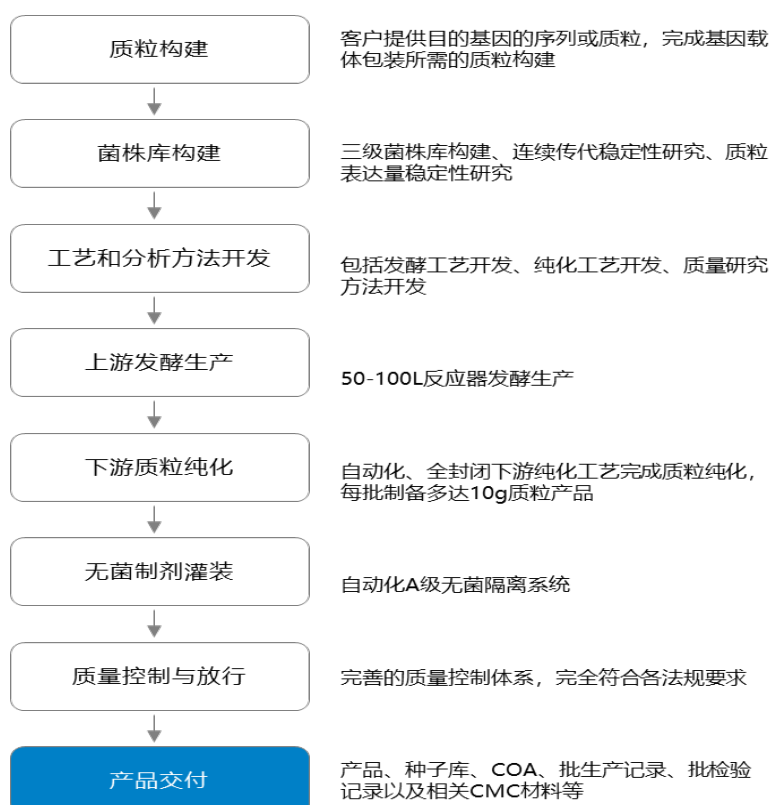 质粒构建
客户提供目的基因的序列或质粒，完成基因载
体包装所需的质粒构建
菌株库构建
三级菌株库构建、连续传代稳定性研究、质粒
表达量稳定性研究
工艺和分析方法开发
包括发酵工艺开发、纯化工艺开发、质量研究
方法开发
上游发酵生产
50-100L反应器发酵生产
下游质粒纯化
自动化、全封闭下游纯化工艺完成质粒纯化，
每批制备多达10g质粒产品
无菌制剂灌装
自动化A级无菌隔离系统
质量控制与放行
完善的质量控制体系，完全符合各法规要求
产品交付
产品、种子库、COA、批生产记录、批检验
记录以及相关CMC材料等